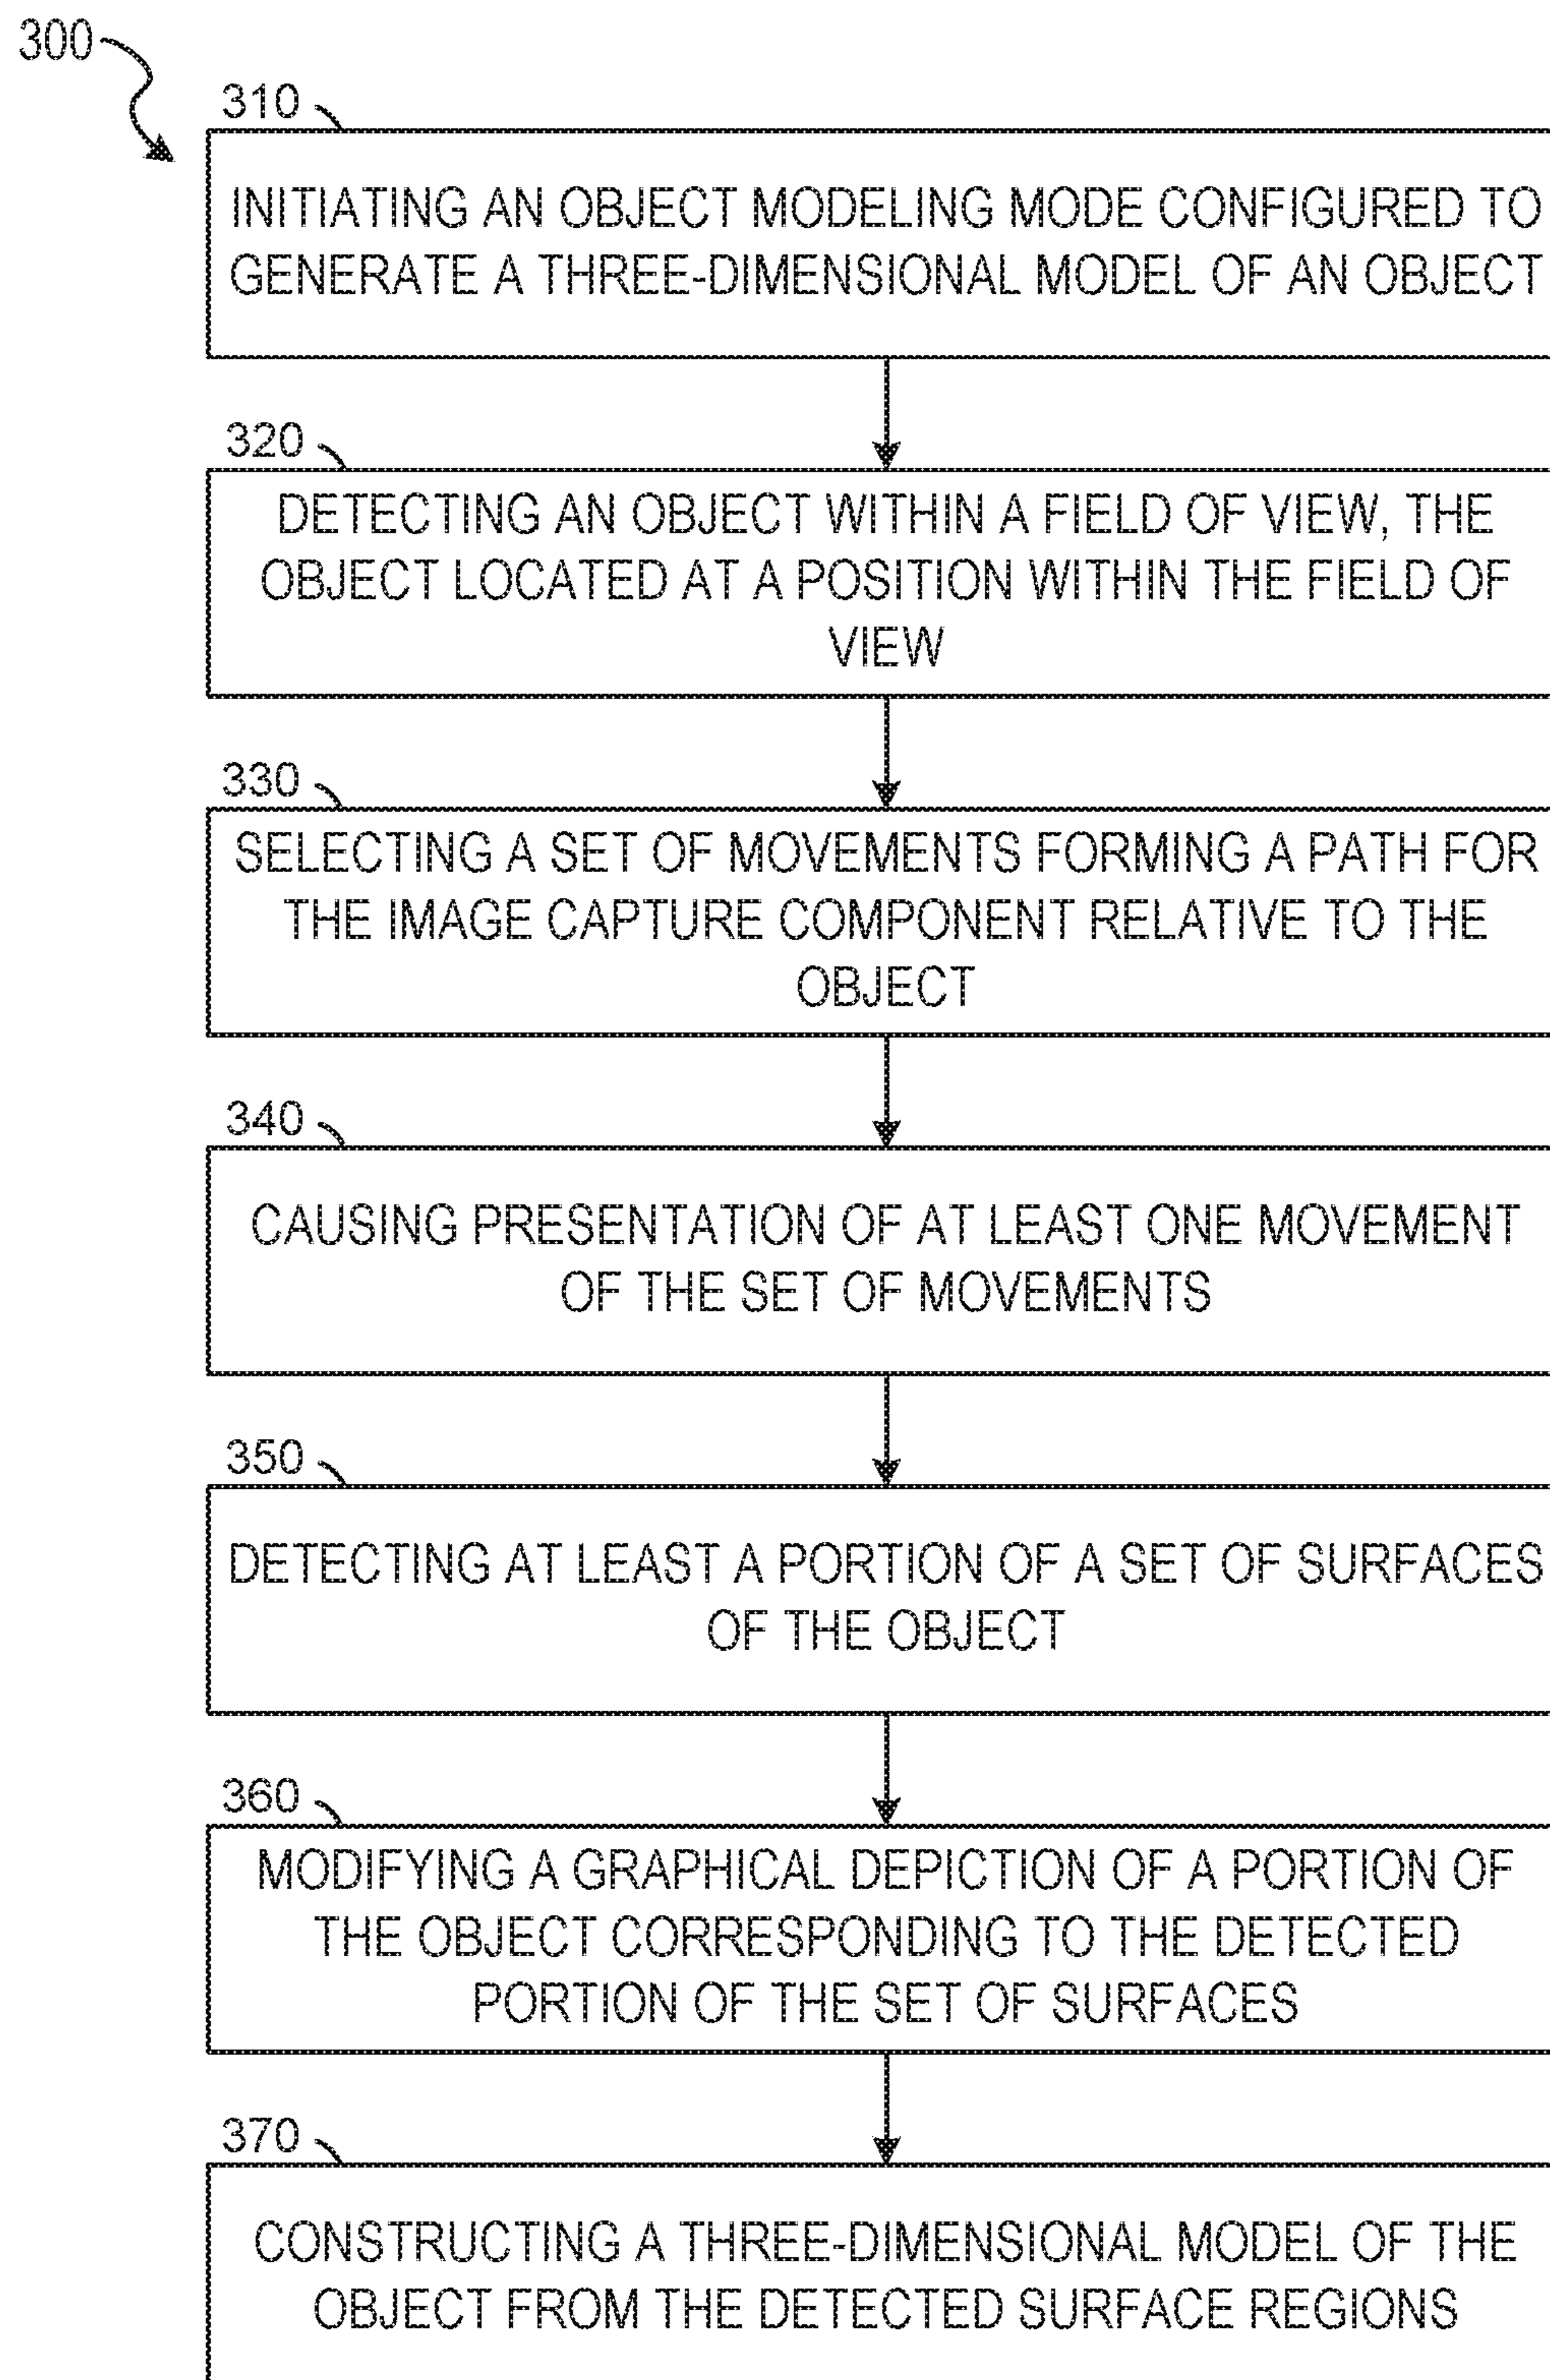 300
310
INITIATING AN OBJECT MODELING MODE CONFIGURED TO
GENERATE A THREE-DIMENSIONAL MODEL OF AN OBJECT
320
DETECTING AN OBJECT WITHIN A FIELD OF VIEW, THE
OBJECT LOCATED AT A POSITION WITHIN THE FIELD OF
VIEW
330
SELECTING A SET OF MOVEMENTS FORMING A PATH FOR
THE IMAGE CAPTURE COMPONENT RELATIVE TO THE
OBJECT
340
CAUSING PRESENTATION OF AT LEAST ONE MOVEMENT
OF THE SET OF MOVEMENTS
350
DETECTING AT LEAST A PORTION OF A SET OF SURFACES
OF THE OBJECT
360
MODIFYING A GRAPHICAL DEPICTION OF A PORTION OF
THE OBJECT CORRESPONDING TO THE DETECTED
PORTION OF THE SET OF SURFACES
370
CONSTRUCTING A THREE-DIMENSIONAL MODEL OF THE
OBJECT FROM THE DETECTED SURFACE REGIONS